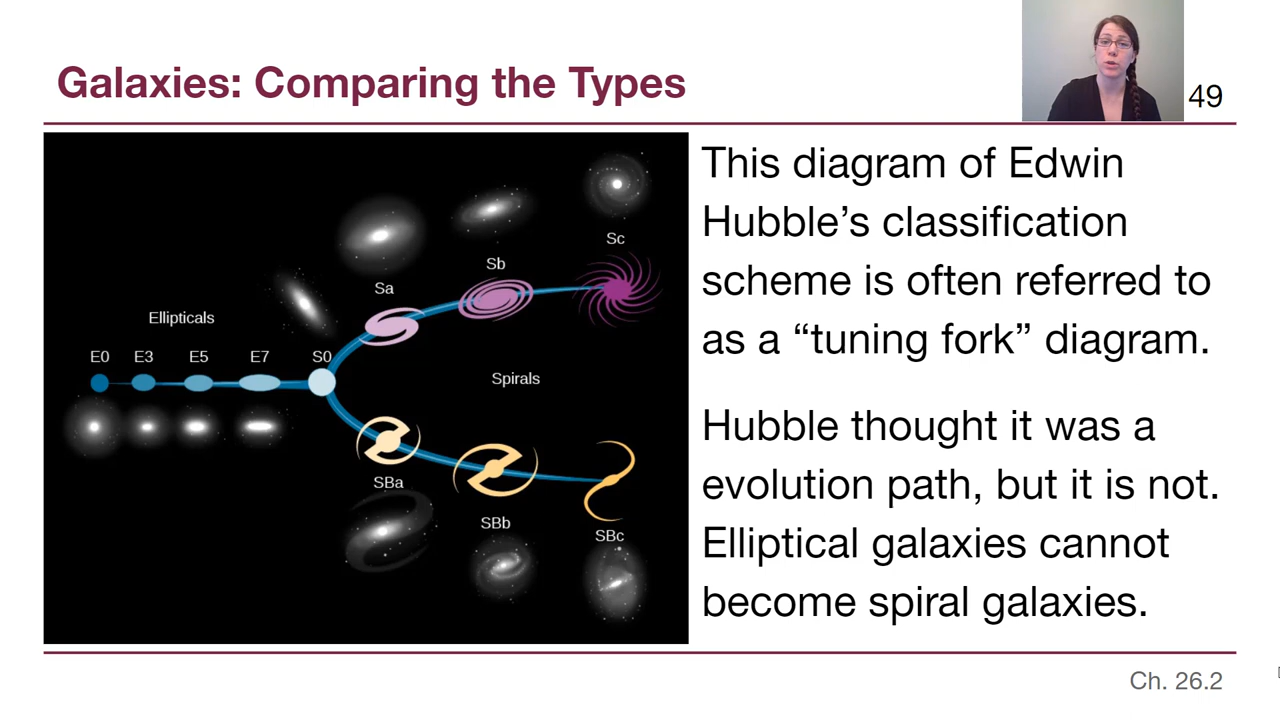 Galaxies: Comparing the Types
49
Sc
Sb
Sa
Ellipticals
E0 E3 E5 E7 S0
Spirals
SBa
SBb
SBc
This diagram of Edwin
Hubble’s classification
scheme is often referred to
as a “tuning fork” diagram.
Hubble thought it was a
evolution path, but it is not.
Elliptical galaxies cannot
become spiral galaxies.
Ch. 26.2